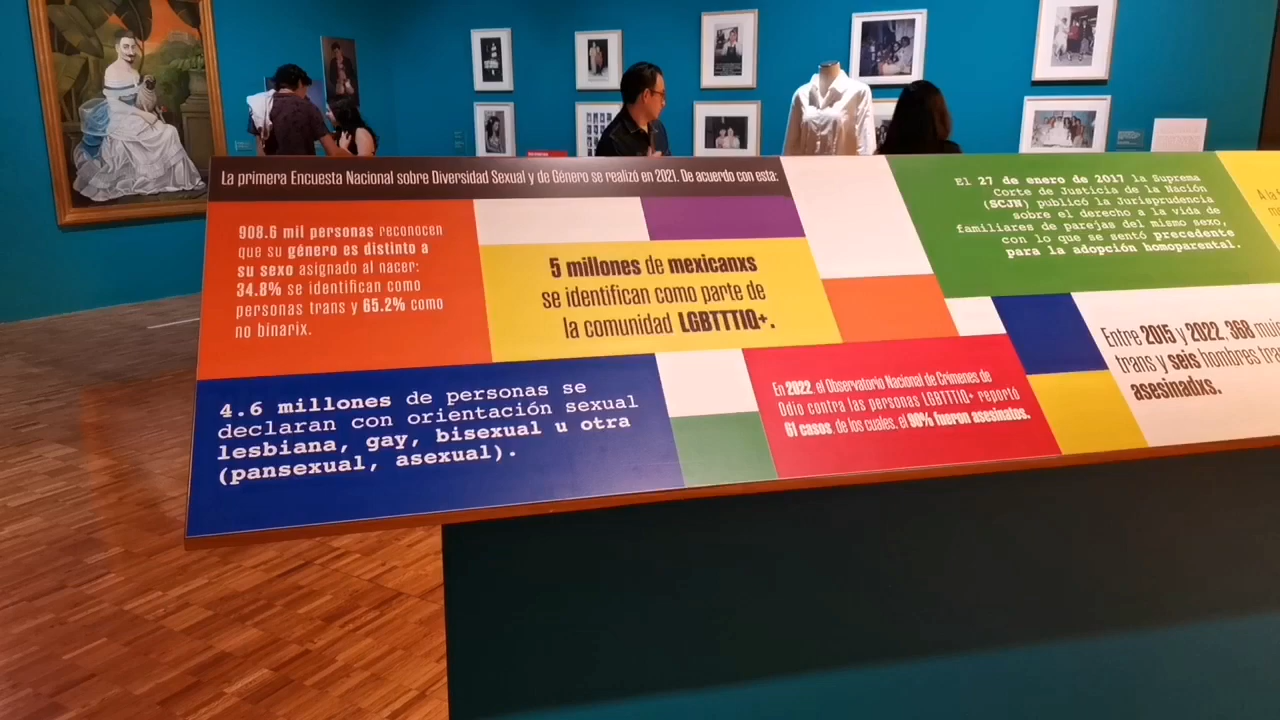 La primera Encuesta Nacional sobre Diversidad Sexual y de Género se realizó en 2021. De acuerdo con esta:
908.6 mil personas reconocen
que su género es distinto a
su sexo asignado al nacer:
34.8% se identifican como
personas trans y 65.2% como
no binarix.
5 millones de mexicanxs
se identifican como parte de
la comunidad LGBTTTIQ+.
4.6 millones de personas se
declaran con orientación sexual
lesbiana, gay, bisexual u otra
(pansexual, asexual).
En 2022, el Observatorio Nacional de Crímenes de
Odio contra las personas LGBTTTIQ+ reportó
61 casos, de los cuales, el 90% fueron asesinatos.
El 27 de enero de 2017 la Suprema
Corte de Justicia de la Nación
(SCJN) publicó la Jurisprudencia
sobre el derecho a la vida de
familiares de parejas del mismo sexo,
con lo que se sentó precedente
para la adopción homoparental.
Entre 2015 y 2022, 368
trans y seis hombres
asesinadxs.
A la